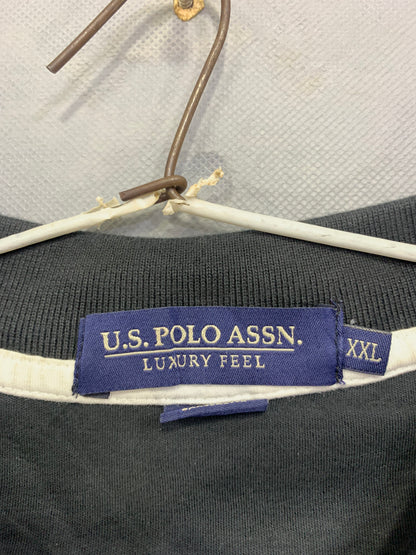 U.S. POLO ASSN.
LUXURY FEEL
XXL